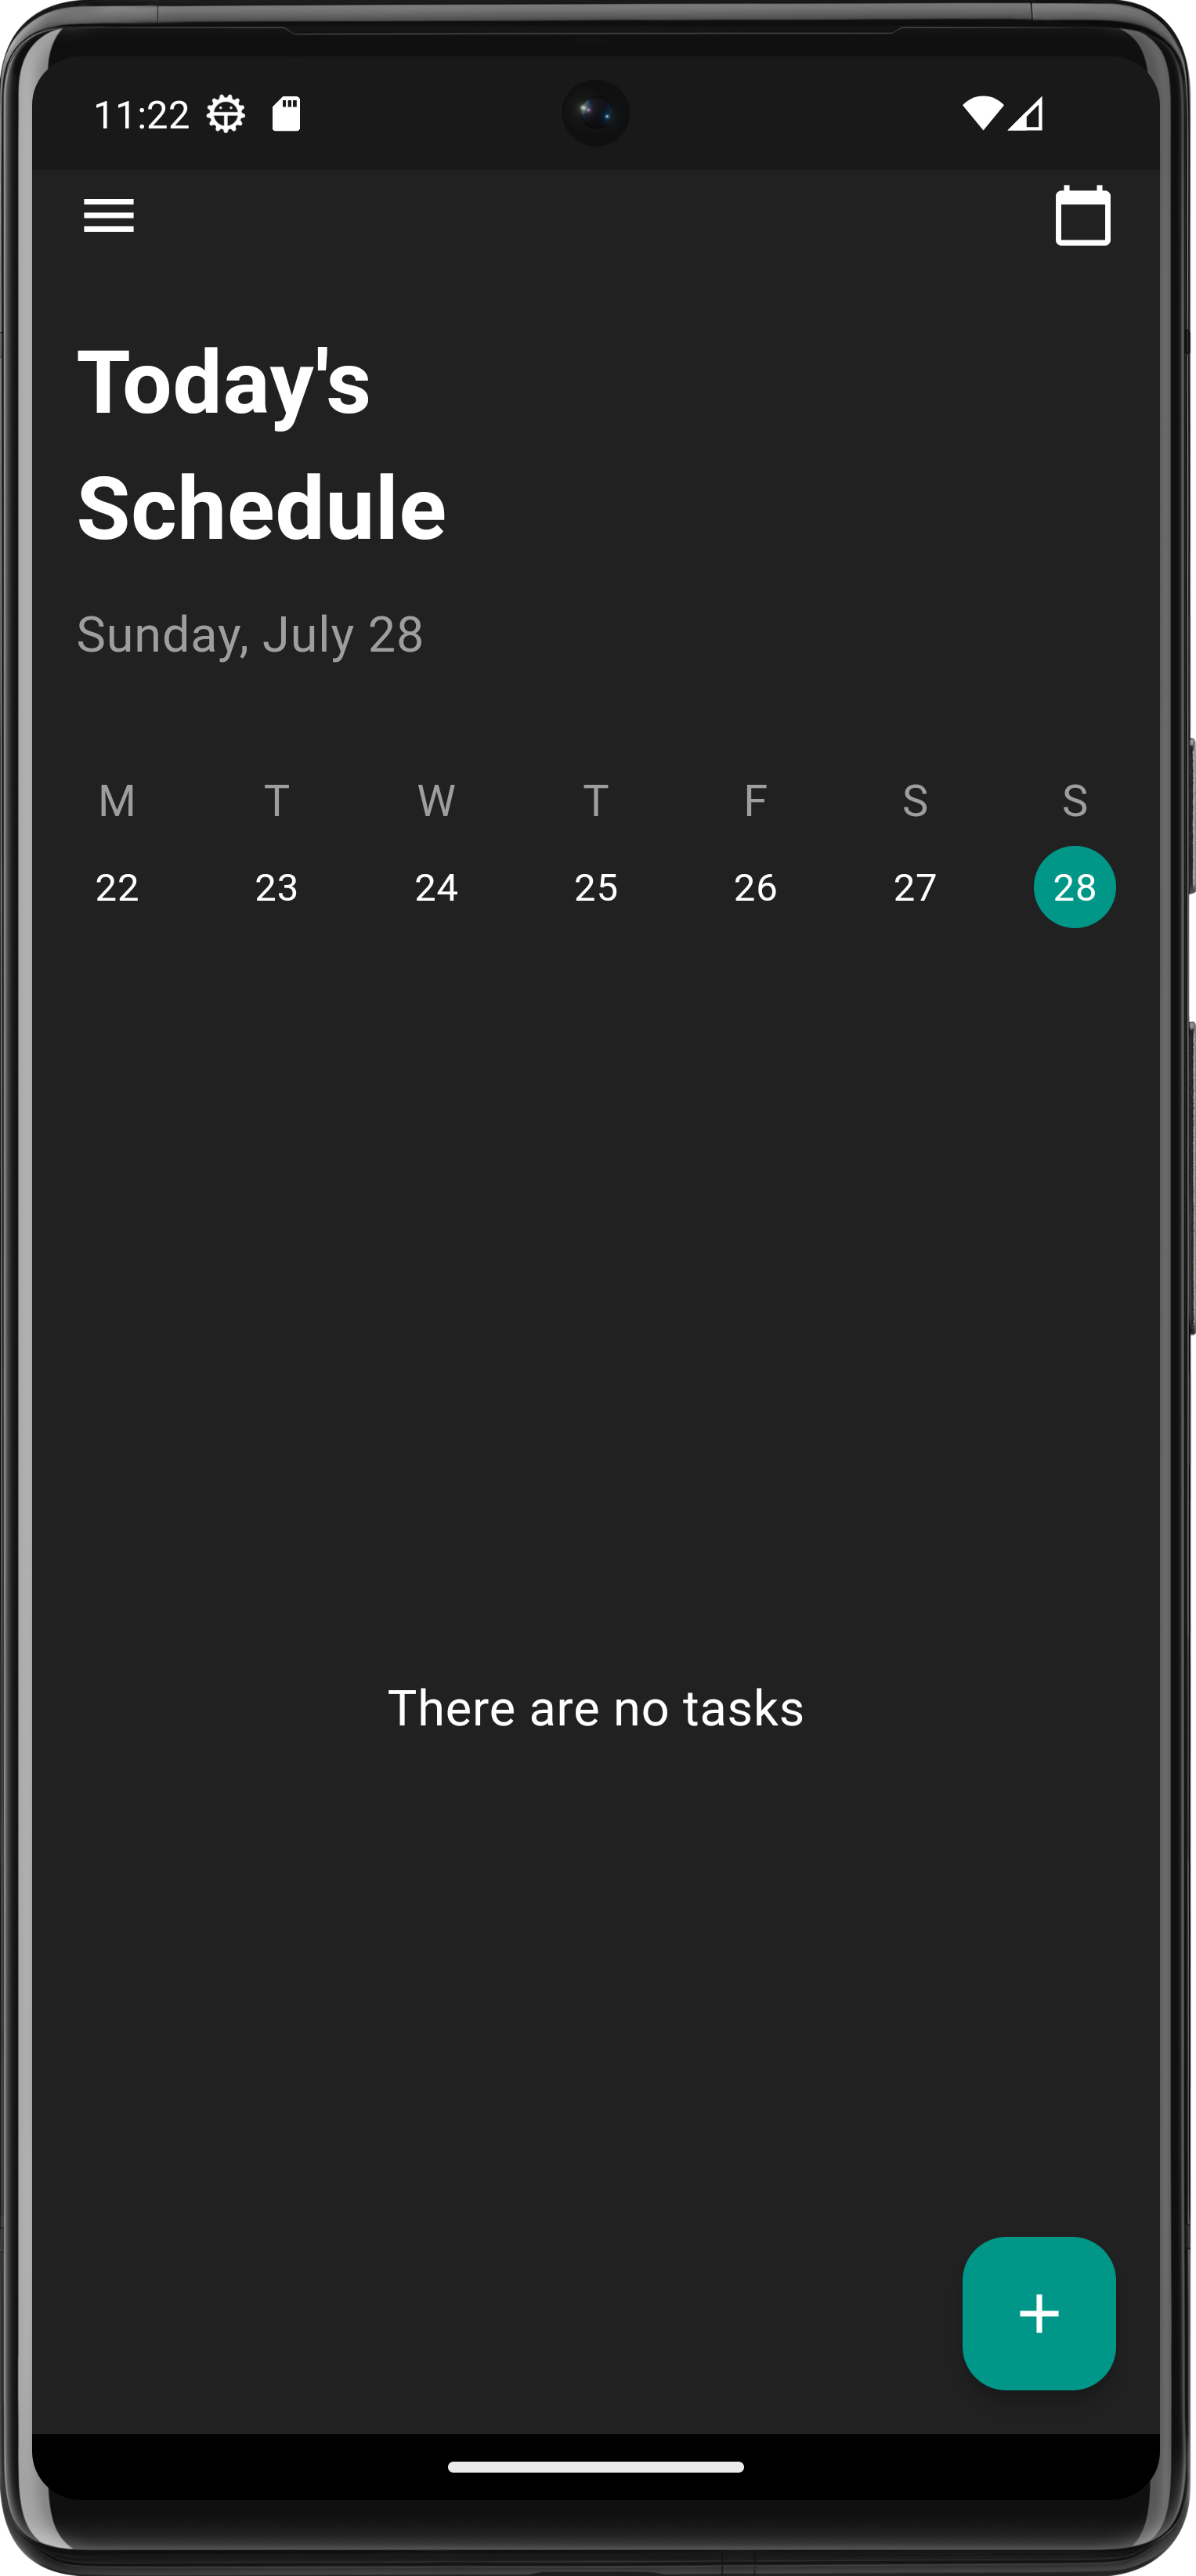 11:22
Today's
Schedule
Sunday, July 28
M T W T F S S
22 23 24 25 26 27 28
There are no tasks
+